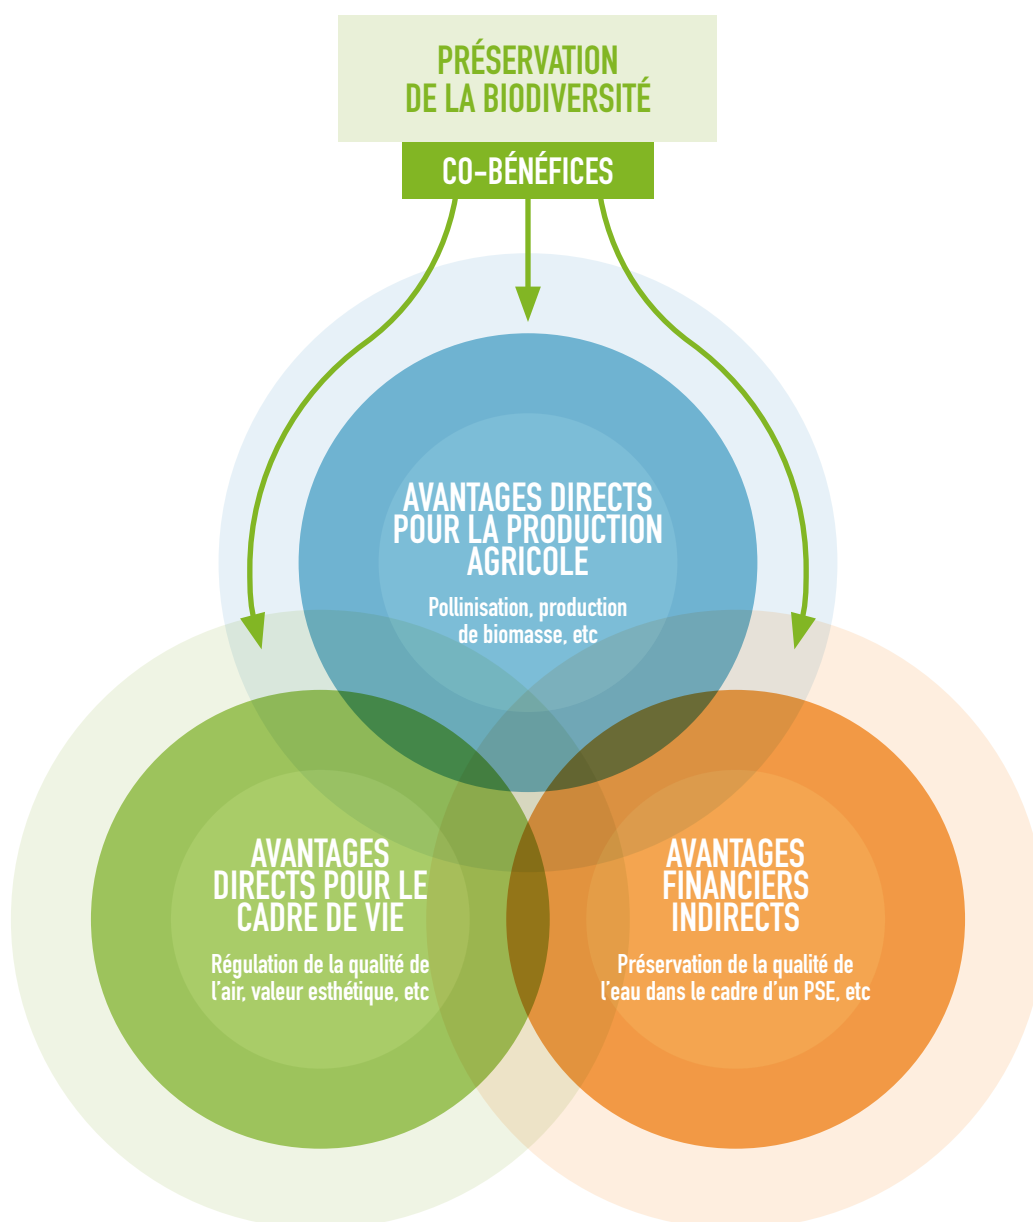 PRÉSERVATION
DE LA BIODIVERSITÉ
CO-BÉNÉFICES
AVANTAGES DIRECTS
POUR LA PRODUCTION
AGRICOLE
Pollinisation, production
de biomasse, etc
AVANTAGES
DIRECTS POUR LE
CADRE DE VIE
Régulation de la qualité de
l’air, valeur esthétique, etc
AVANTAGES
FINANCIERS
INDIRECTS
Préservation de la qualité de
l’eau dans le cadre d’un PSE, etc